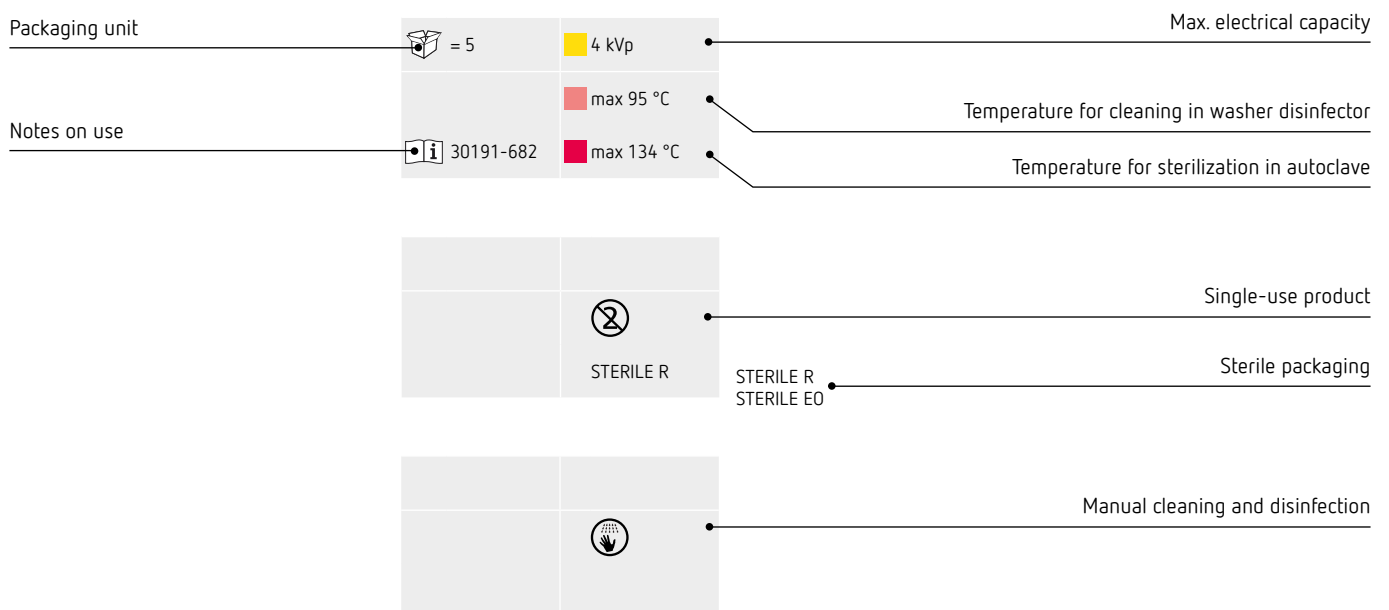 Packaging unit
= 5
4 kVp
Max. electrical capacity
max 95 °C
Temperature for cleaning in washer disinfector
Notes on use
i 30191-682
max 134 °C
Temperature for sterilization in autoclave
2
Single-use product
STERILE R
STERILE R
STERILE EO
Sterile packaging
Manual cleaning and disinfection